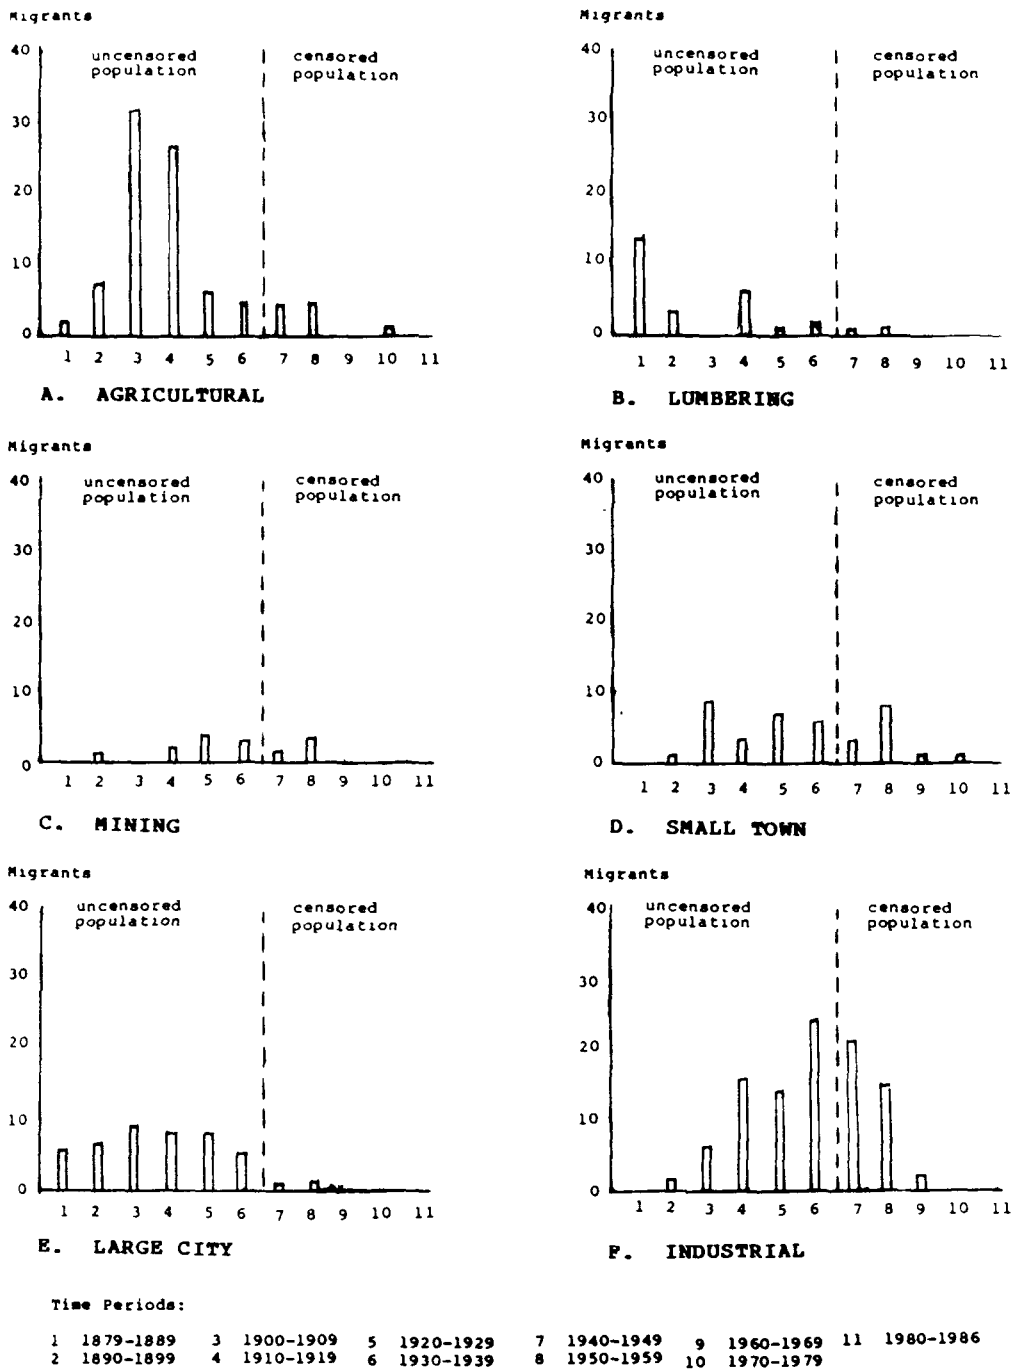 Migrants
40
uncensored
population
censored
population
30
20
10
0
1 2 3 4 5 6 7 8 9 10 11
A. AGRICULTURAL
Migrants
40
uncensored
population
censored
population
30
20
10
0
1 2 3 4 5 6 7 8 9 10 11
B. LUMBERING
Migrants
40
uncensored
population
censored
population
30
20
10
0
1 2 3 4 5 6 7 8 9 10 11
C. MINING
Migrants
40
uncensored
population
censored
population
30
20
10
0
1 2 3 4 5 6 7 8 9 10 11
D. SMALL TOWN
Migrants
40
uncensored
population
censored
population
30
20
10
0
1 2 3 4 5 6 7 8 9 10 11
E. LARGE CITY
Migrants
40
uncensored
population
censored
population
30
20
10
0
1 2 3 4 5 6 7 8 9 10 11
F. INDUSTRIAL
Time Periods:
1 1879-1889 3 1900-1909 5 1920-1929 7 1940-1949 9 1960-1969 11 1980-1986
2 1890-1899 4 1910-1919 6 1930-1939 8 1950-1959 10 1970-1979